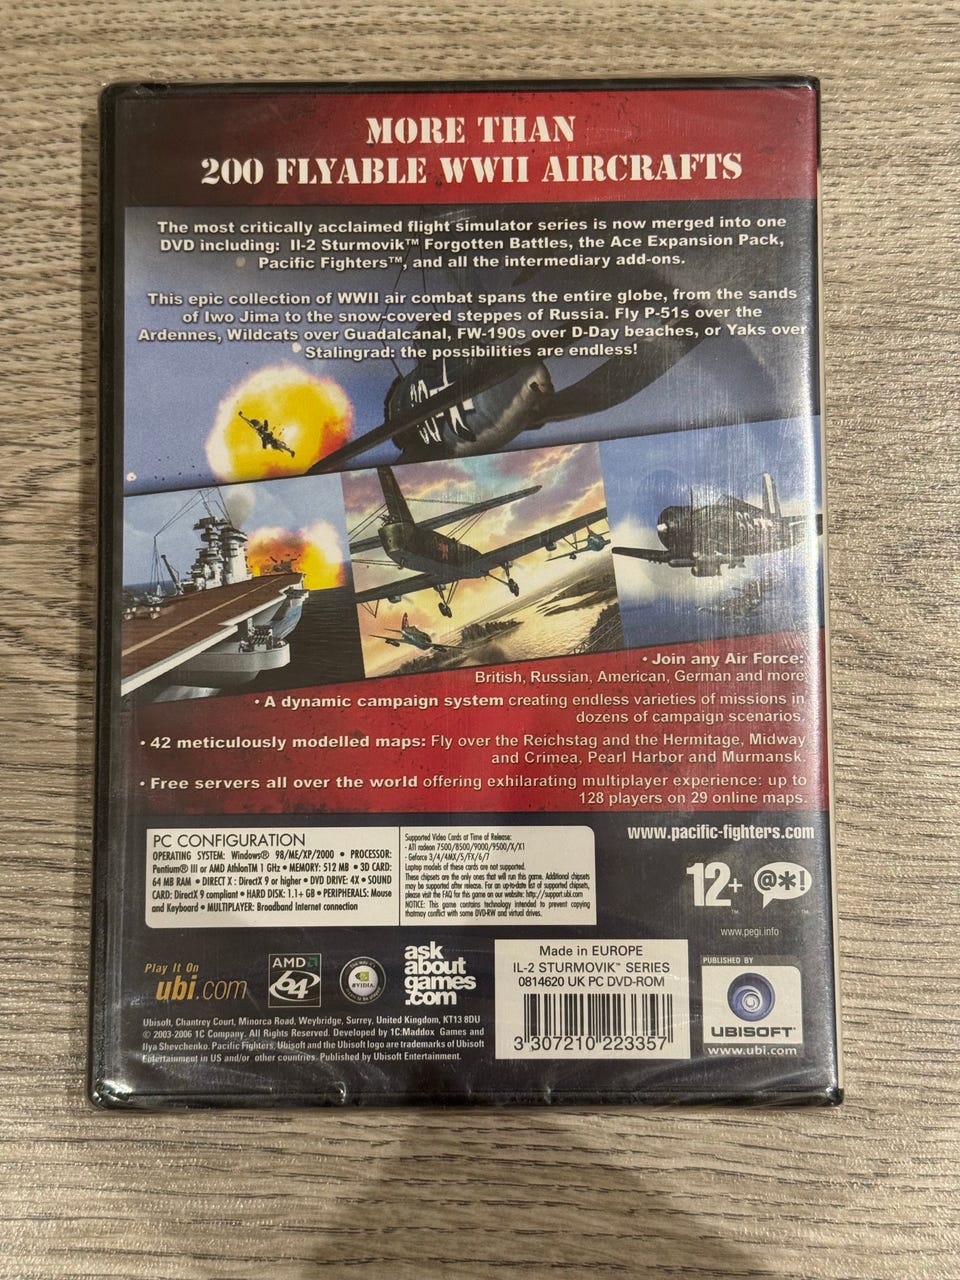 MORE THAN
200 FLYABLE WWII AIRCRAFTS
The most critically acclaimed flight simulator series is now merged into one
DVD including: Il-2 Sturmovik™ Forgotten Battles, the Ace Expansion Pack,
Pacific Fighters™, and all the intermediary add-ons.
This epic collection of WWII air combat spans the entire globe, from the sands
of Iwo Jima to the snow-covered steppes of Russia. Fly P-51s over the
Ardennes, Wildcats over Guadalcanal, FW-190s over D-Day beaches, or Yaks over
Stalingrad: the possibilities are endless!
• Join any Air Force:
British, Russian, American, German and more
• A dynamic campaign system creating endless varieties of missions in
dozens of campaign scenarios.
• 42 meticulously modelled maps: Fly over the Reichstag and the Hermitage, Midway
and Crimea, Pearl Harbor and Murmansk.
• Free servers all over the world offering exhilarating multiplayer experience: up to
128 players on 29 online maps.
PC CONFIGURATION
OPERATING SYSTEM: Windows® 98/ME/XP/2000 • PROCESSOR:
Pentium® III or AMD AthlonTM 1 GHz • MEMORY: 512 MB • 3D CARD:
64 MB RAM • DIRECT X : DirectX 9 or higher • DVD DRIVE: 4X • SOUND
CARD: DirectX 9 compliant • HARD DISK: 1.1+ GB • PERIPHERALS: Mouse
and Keyboard • MULTIPLAYER: Broadband Internet connection
Supported Video Cards at Time of Release:
- ATI radeon 7500/8500/9000/9500/X/X1
- Geforce 3/4/4MX/5/FX/6/7
Laptop models of these cards are not supported.
These chipsets are the only ones that will run this game. Additional chipsets
may be supported after release. For an up-to-date list of supported chipsets,
please visit the FAQ for this game on our website: http://support.ubi.com
NOTICE: This game contains technology intended to prevent copying
thatmay conflict with some DVD-RW and virtual drives.
www.pacific-fighters.com
12+ @*!
™
www.pegi.info
Play It On
ubi.com
AMD
64
NVIDIA
ask
about
games
.com
Made in EUROPE
IL-2 STURMOVIK™ SERIES
0814620 UK PC DVD-ROM
3 307210 223357
PUBLISHED BY
UBISOFT
www.ubi.com
Ubisoft, Chantrey Court, Minorca Road, Weybridge, Surrey, United Kingdom, KT13 8DU
© 2003-2006 1C Company. All Rights Reserved. Developed by 1C:Maddox Games and
Ilya Shevchenko. Pacific Fighters, Ubisoft and the Ubisoft logo are trademarks of Ubisoft
Entertainment in US and/or other countries. Published by Ubisoft Entertainment.